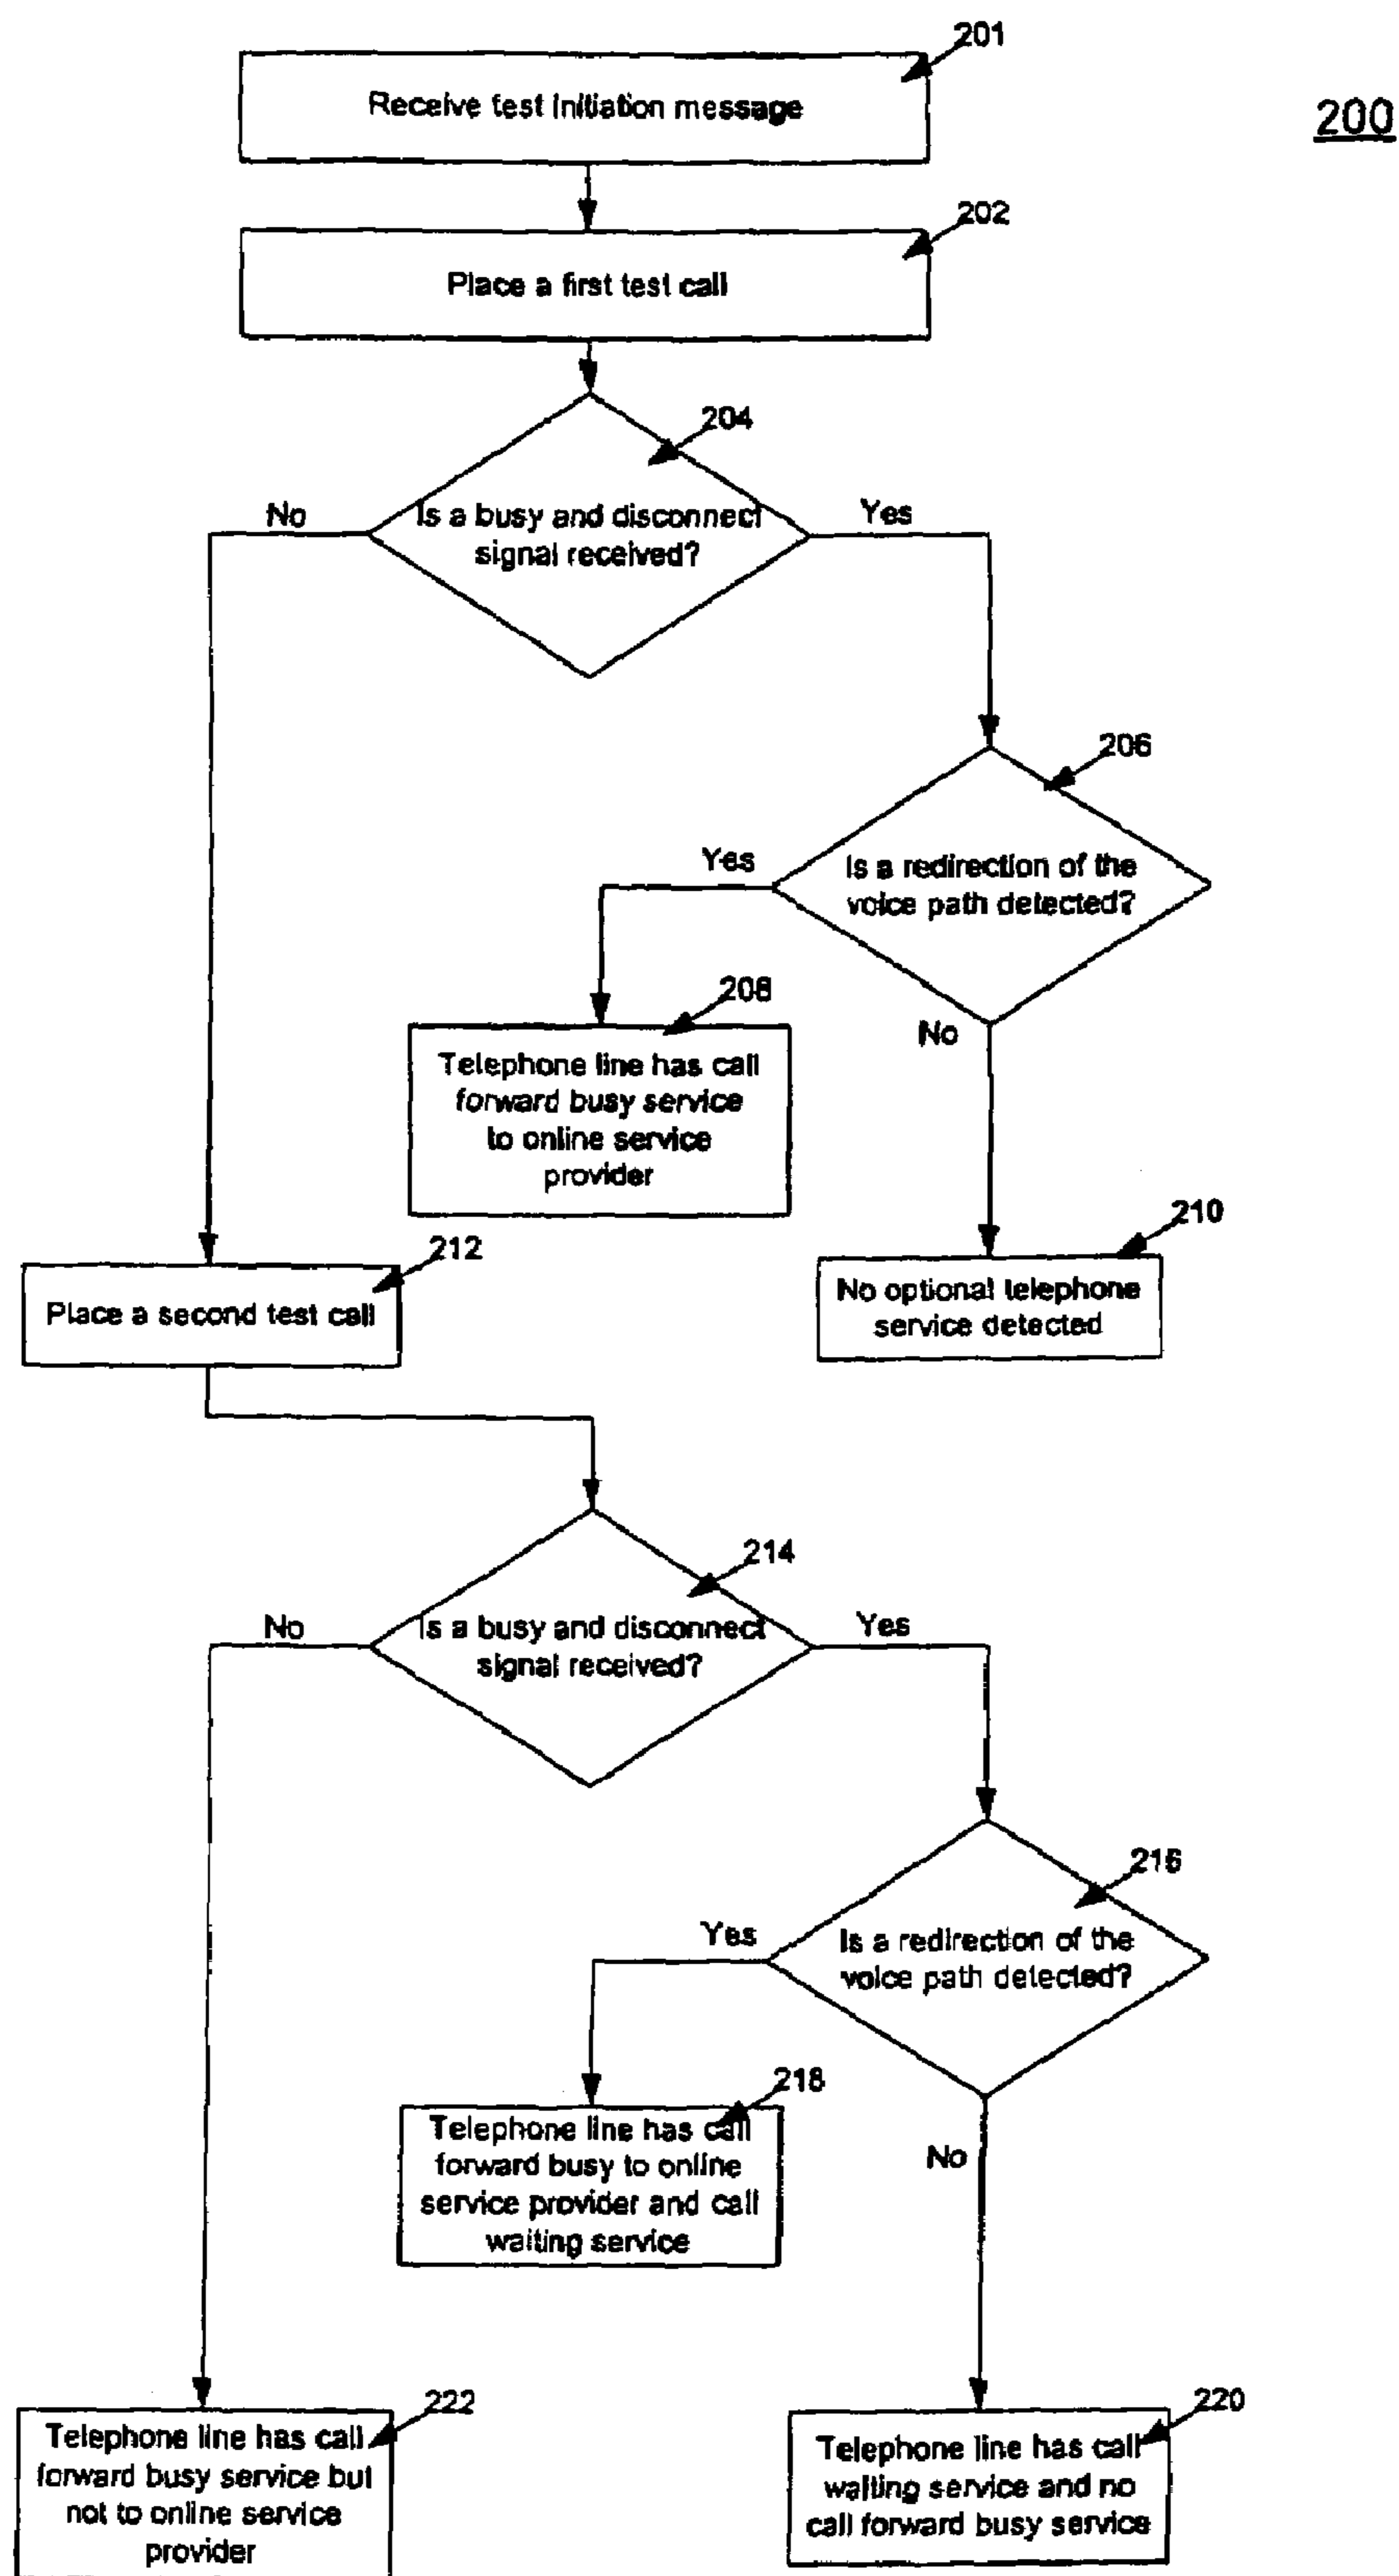 201
Receive test initiation message
200
202
Place a first test call
204
No
Is a busy and disconnect
signal received?
Yes
206
Yes
Is a redirection of the
voice path detected?
208
No
Telephone line has call
forward busy service
to online service
provider
210
No optional telephone
service detected
212
Place a second test call
214
No
Is a busy and disconnect
signal received?
Yes
216
Yes
Is a redirection of the
voice path detected?
218
No
Telephone line has call
forward busy to online
service provider and call
waiting service
222
Telephone line has call
forward busy service but
not to online service
provider
220
Telephone line has call
waiting service and no
call forward busy service